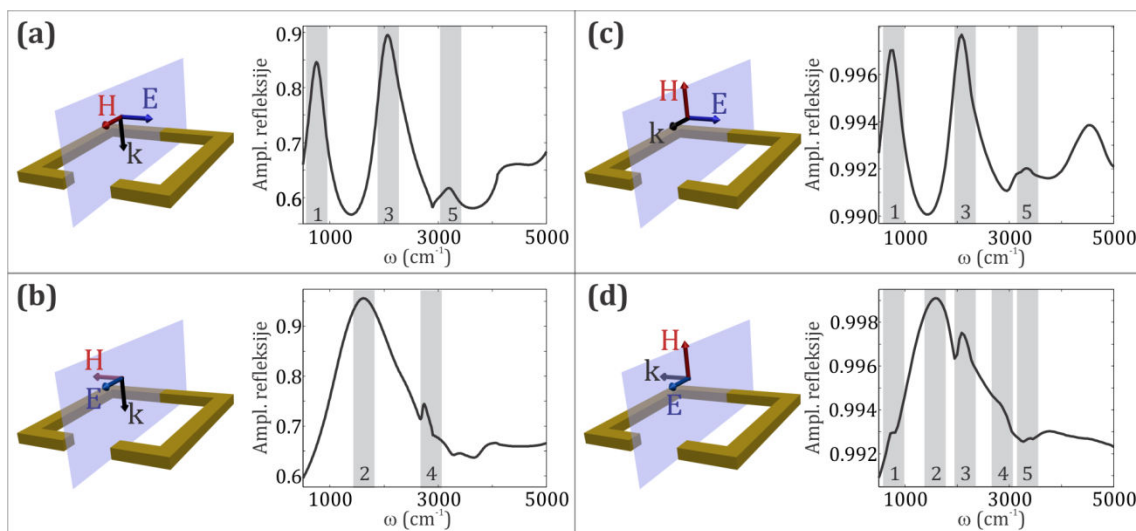 (a)
H
E
k
Ampl. refleksije
0.9
0.8
0.7
0.6
1
3
5
1000
3000
5000
ω (cm⁻¹)
(c)
H
E
k
Ampl. refleksije
0.996
0.994
0.992
0.990
1
3
5
1000
3000
5000
ω (cm⁻¹)
(b)
H
E
k
Ampl. refleksije
0.9
0.8
0.7
0.6
2
4
1000
3000
5000
ω (cm⁻¹)
(d)
H
k
E
Ampl. refleksije
0.998
0.996
0.994
0.992
1
2
3
4
5
1000
3000
5000
ω (cm⁻¹)